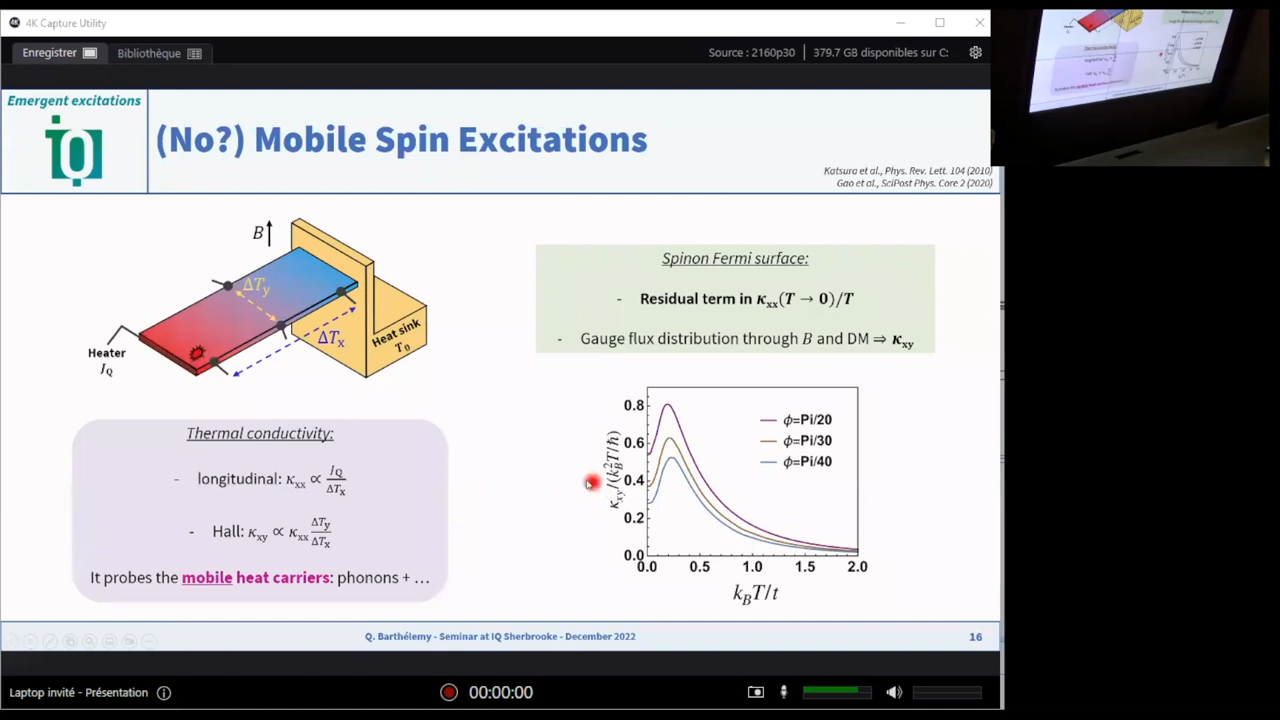 4K Capture Utility
Enregistrer
Bibliothèque
Source : 2160p30
379.7 GB disponibles sur C:
Emergent excitations
iQ
(No?) Mobile Spin Excitations
Katsura et al., Phys. Rev. Lett. 104 (2010)
Gao et al., SciPost Phys. Core 2 (2020)
B
ΔT_y
ΔT_x
Heater
J_Q
Heat sink
T_0
Spinon Fermi surface:
- Residual term in κ_xx(T → 0)/T
- Gauge flux distribution through B and DM ⇒ κ_xy
Thermal conductivity:
- longitudinal: κ_xx ∝ J_Q/ΔT_x
- Hall: κ_xy ∝ κ_xx ΔT_y/ΔT_x
It probes the mobile heat carriers: phonons + …
κ_xy/(k_B^2T/ħ)
0.8
0.6
0.4
0.2
0.0
ϕ=Pi/20
ϕ=Pi/30
ϕ=Pi/40
0.0 0.5 1.0 1.5 2.0
k_BT/t
Q. Barthélemy - Seminar at IQ Sherbrooke - December 2022
16
Laptop invité - Présentation
00:00:00